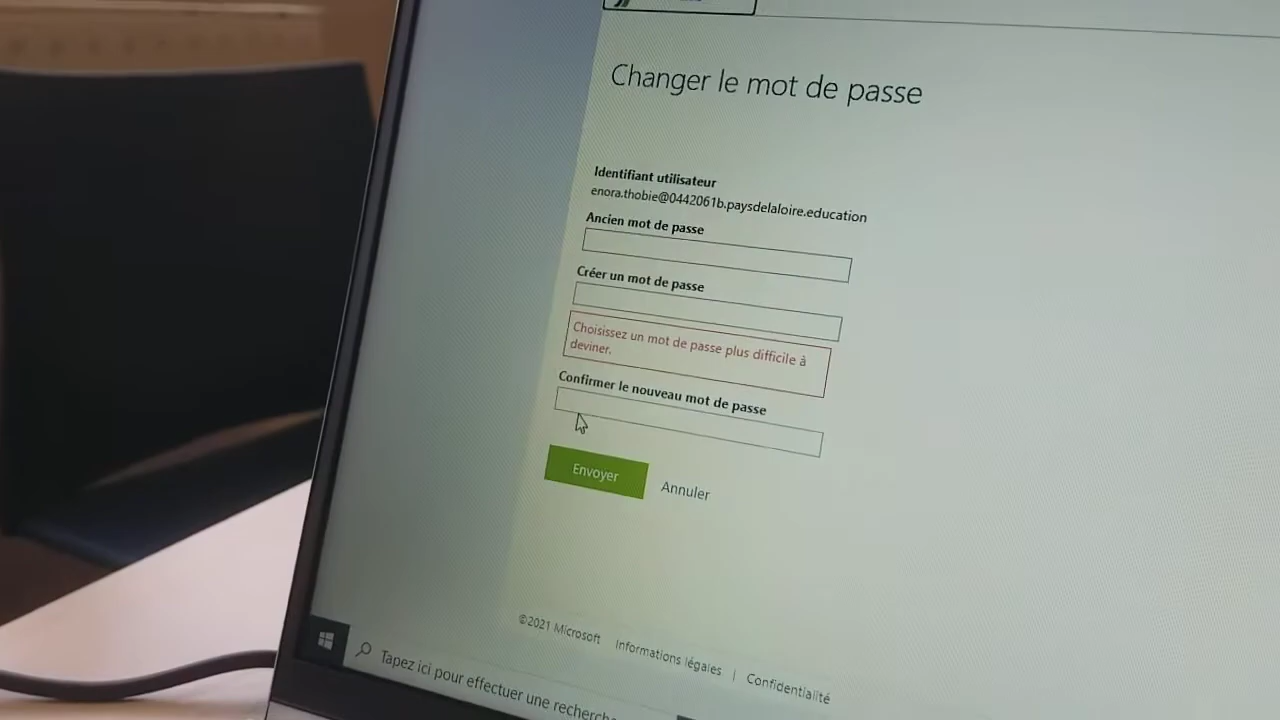 Changer le mot de passe
Identifiant utilisateur
enora.thobie@0442061b.paysdelaloire.education
Ancien mot de passe
Créer un mot de passe
Choisissez un mot de passe plus difficile à
deviner.
Confirmer le nouveau mot de passe
Envoyer Annuler
©2021 Microsoft Informations légales | Confidentialité
Tapez ici pour effectuer une recherche